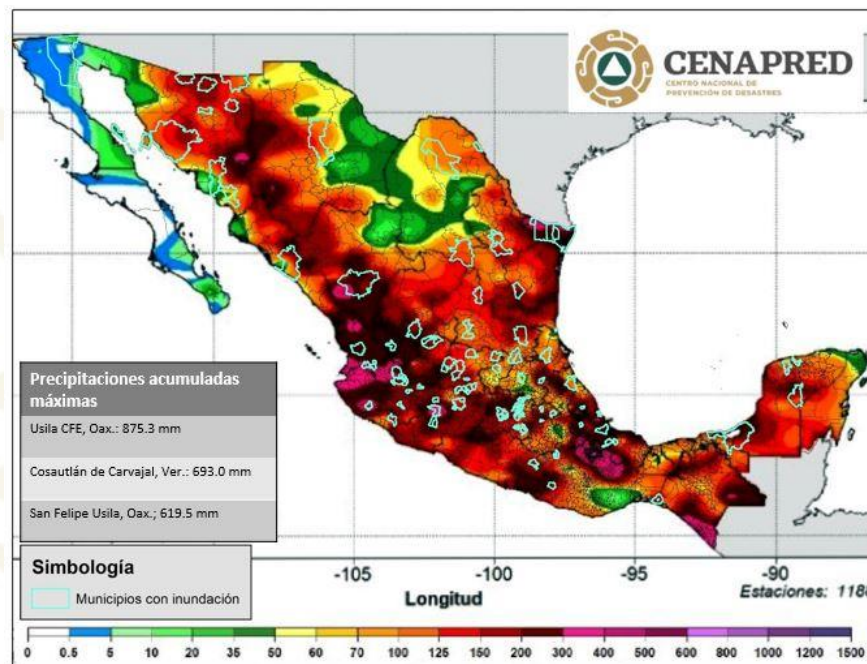 CENAPRED
CENTRO NACIONAL DE
PREVENCIÓN DE DESASTRES
Precipitaciones acumuladas
máximas
Usila CFE, Oax.: 875.3 mm
Cosautlán de Carvajal, Ver.: 693.0 mm
San Felipe Usila, Oax.; 619.5 mm
Simbología
Municipios con inundación
-105 -100 -95 -90
Longitud
Estaciones: 1180
0 0.5 5 10 20 35 50 60 70 100 125 150 200 300 400 500 600 800 1000 1200 1500